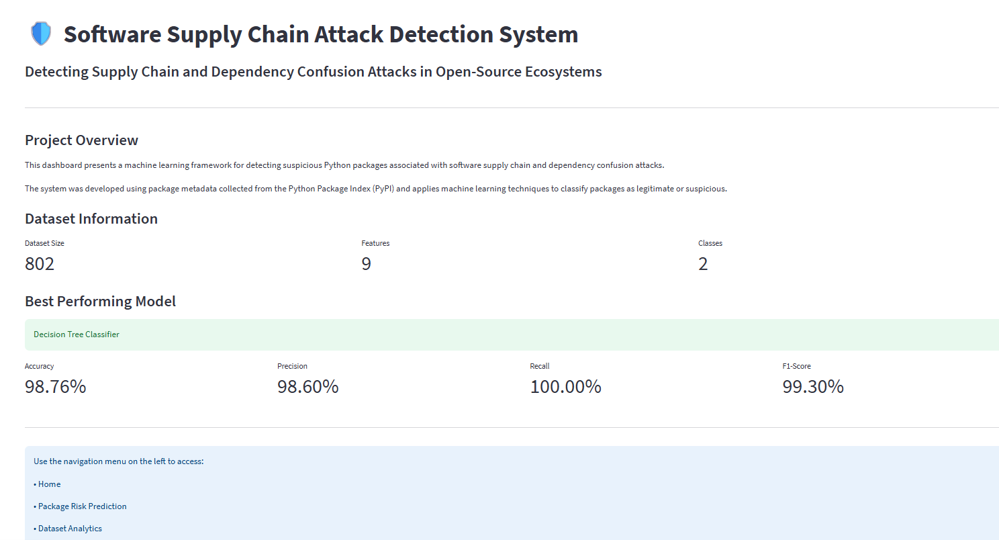 Software Supply Chain Attack Detection System
Detecting Supply Chain and Dependency Confusion Attacks in Open-Source Ecosystems
Project Overview
This dashboard presents a machine learning framework for detecting suspicious Python packages associated with software supply chain and dependency confusion attacks.
The system was developed using package metadata collected from the Python Package Index (PyPI) and applies machine learning techniques to classify packages as legitimate or suspicious.
Dataset Information
Dataset Size Features Classes
802 9 2
Best Performing Model
Decision Tree Classifier
Accuracy Precision Recall F1-Score
98.76% 98.60% 100.00% 99.30%
Use the navigation menu on the left to access:
• Home
• Package Risk Prediction
• Dataset Analytics